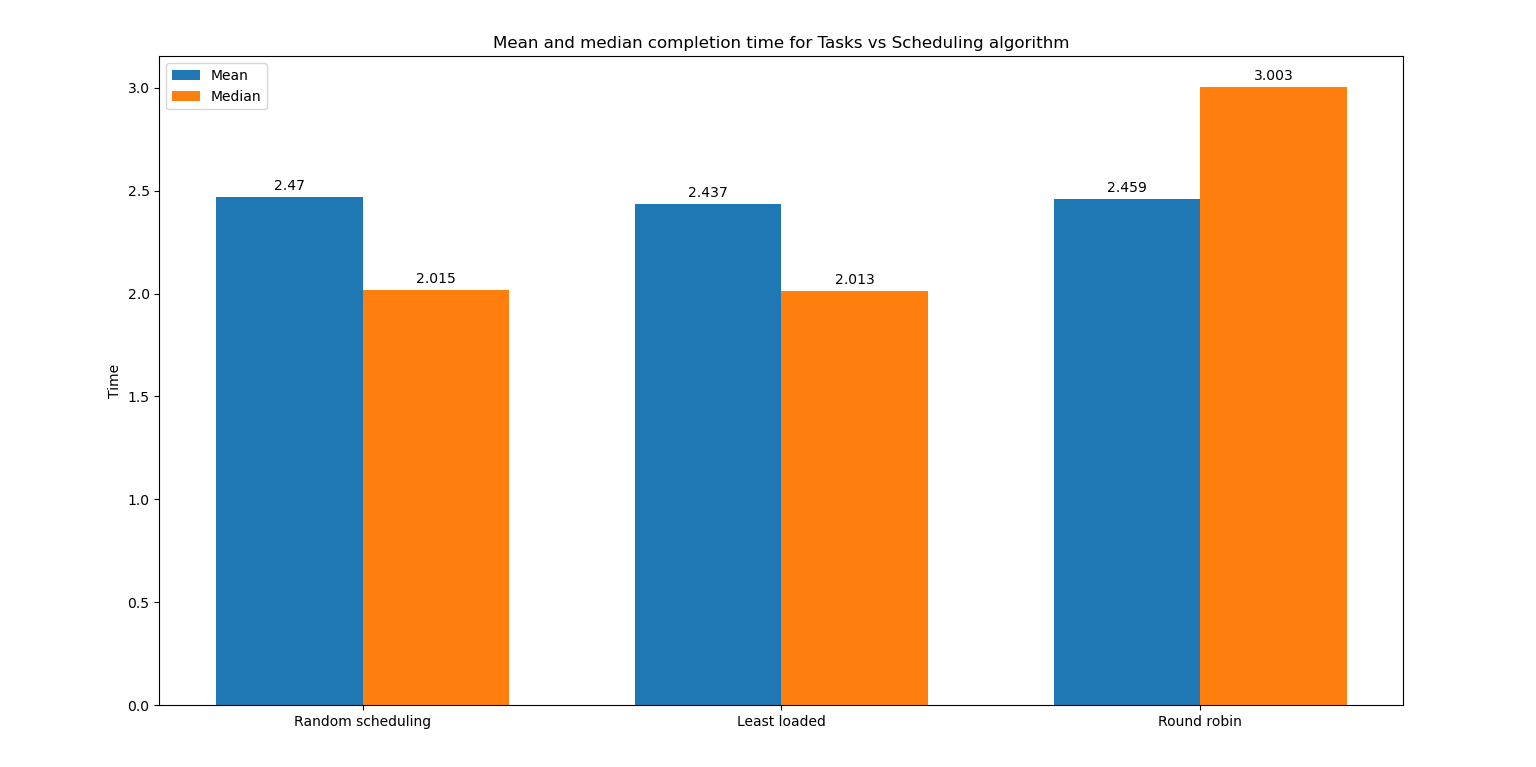 Mean and median completion time for Tasks vs Scheduling algorithm
Mean
Median
3.0
2.5
2.0
1.5
1.0
0.5
0.0
Time
2.47
2.015
2.437
2.013
2.459
3.003
Random scheduling
Least loaded
Round robin